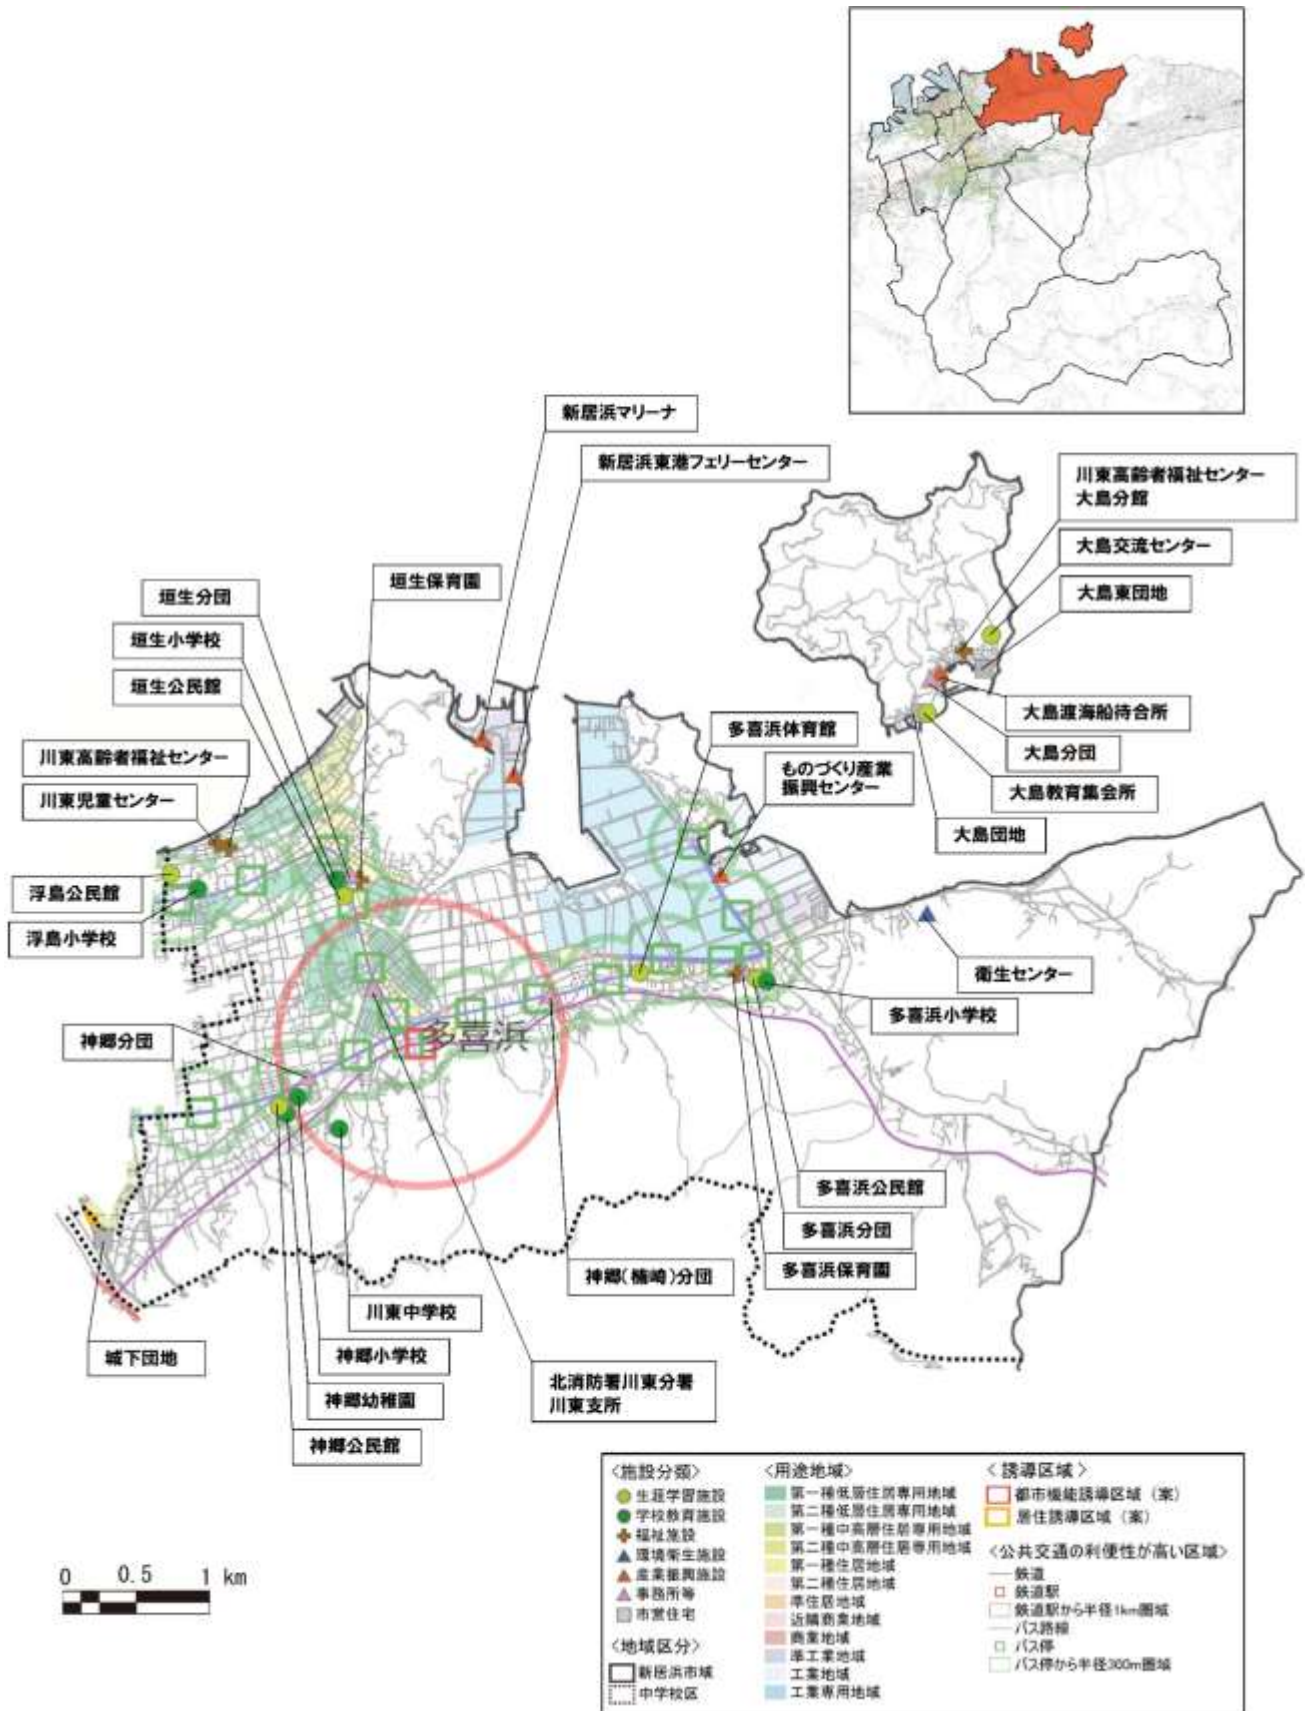 新居浜マリーナ
新居浜東港フェリーセンター
川東高齢者福祉センター
大島分館
大島交流センター
大島東団地
垣生保育園
垣生分団
垣生小学校
垣生公民館
川東高齢者福祉センター
川東児童センター
多喜浜体育館
ものづくり産業
振興センター
大島渡海船待合所
大島分団
大島教育集会所
大島団地
浮島公民館
浮島小学校
衛生センター
多喜浜小学校
神郷分団
多喜浜
多喜浜公民館
多喜浜分団
多喜浜保育園
神郷(楠崎)分団
川東中学校
神郷小学校
神郷幼稚園
神郷公民館
城下団地
北消防署川東分署
川東支所
0 0.5 1 km
〈施設分類〉
生涯学習施設
学校教育施設
福祉施設
環境衛生施設
産業振興施設
事務所等
市営住宅
〈地域区分〉
新居浜市域
中学校区
〈用途地域〉
第一種低層住居専用地域
第二種低層住居専用地域
第一種中高層住居専用地域
第二種中高層住居専用地域
第一種住居地域
第二種住居地域
準住居地域
近隣商業地域
商業地域
準工業地域
工業地域
工業専用地域
〈誘導区域〉
都市機能誘導区域（案）
居住誘導区域（案）
〈公共交通の利便性が高い区域〉
鉄道
鉄道駅
鉄道駅から半径1km圏域
バス路線
バス停
バス停から半径300m圏域